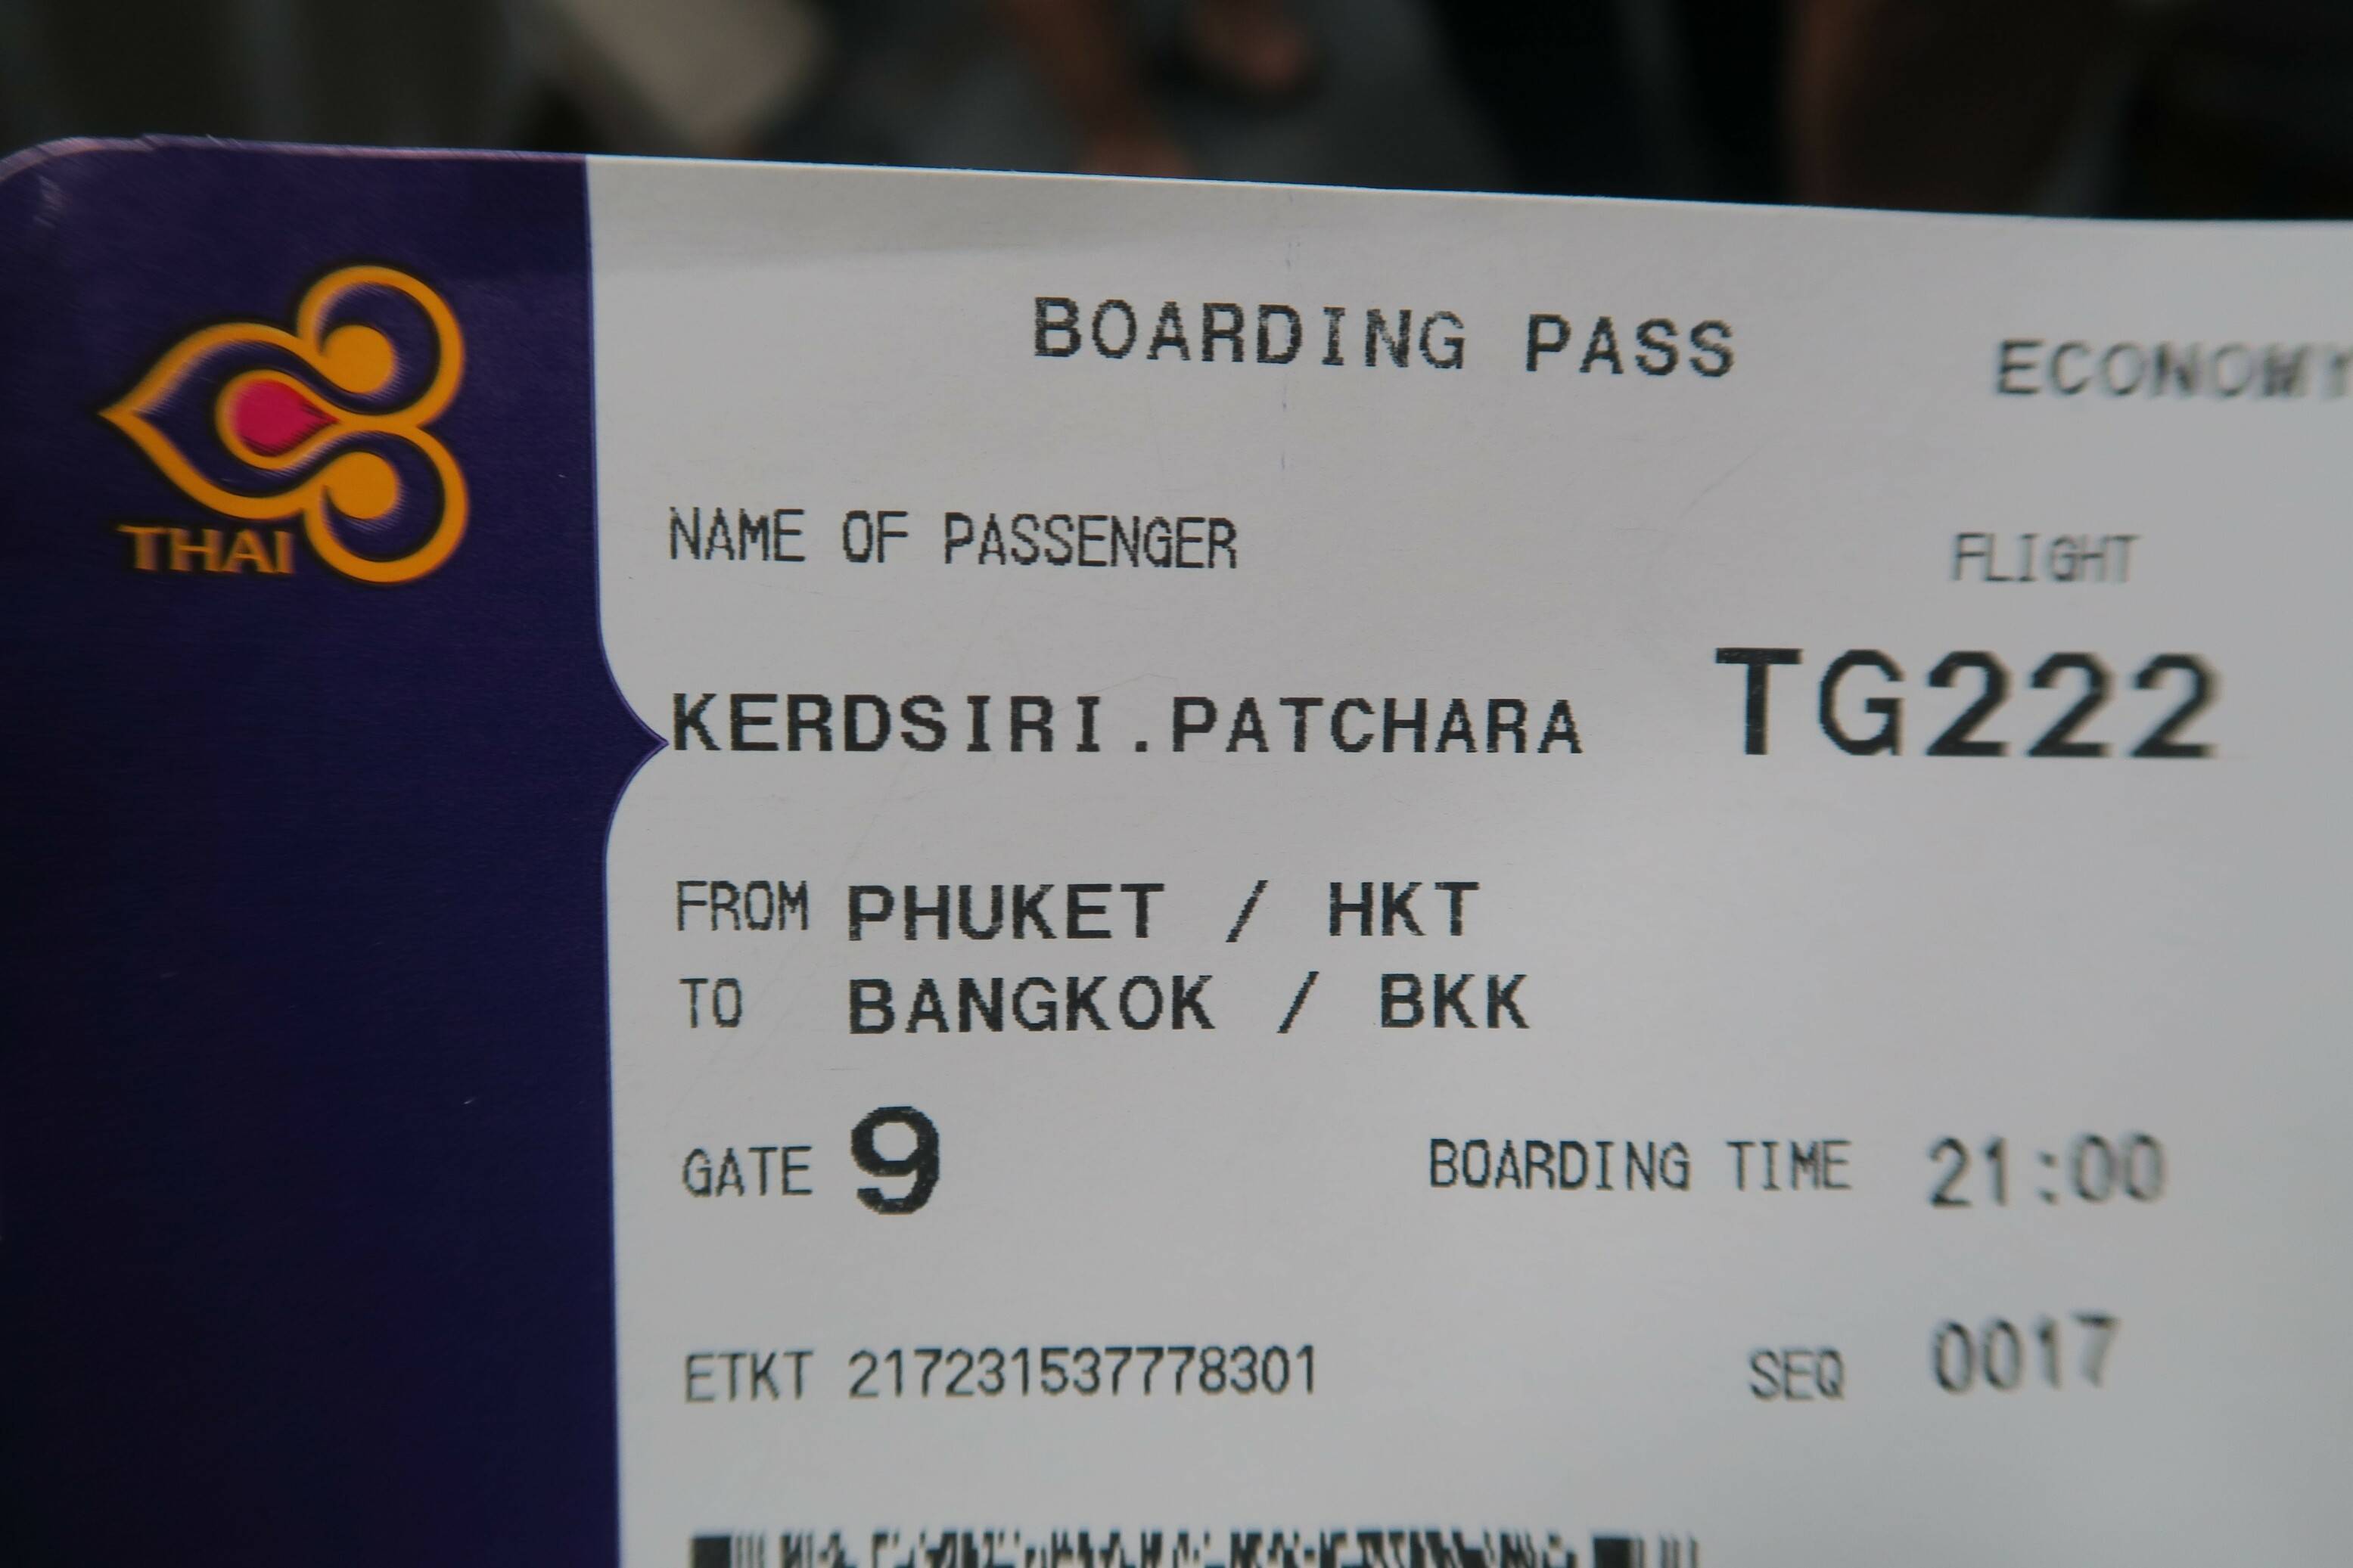 THAI
BOARDING PASS ECONOMY
NAME OF PASSENGER FLIGHT
KERDSIRI.PATCHARA TG222
FROM PHUKET / HKT
TO BANGKOK / BKK
GATE 9 BOARDING TIME 21:00
ETKT 217231537778301 SEQ 0017